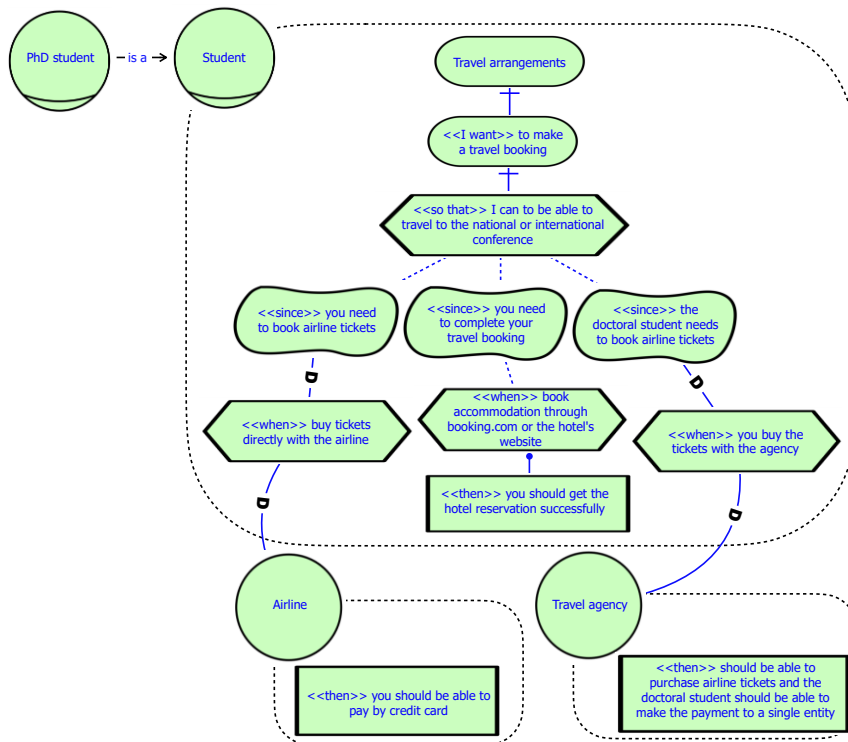 PhD student
is a
Student
Travel arrangements
<<I want>> to make
a travel booking
<<so that>> I can to be able to
travel to the national or international
conference
<<since>> you need
to book airline tickets
<<since>> you need
to complete your
travel booking
<<since>> the
doctoral student needs
to book airline tickets
D
D
<<when>> buy tickets
directly with the airline
<<when>> book
accommodation through
booking.com or the hotel's
website
<<when>> you buy the
tickets with the agency
D
D
<<then>> you should get the
hotel reservation successfully
Airline
Travel agency
<<then>> you should be able to
pay by credit card
<<then>> should be able to
purchase airline tickets and the
doctoral student should be able to
make the payment to a single entity